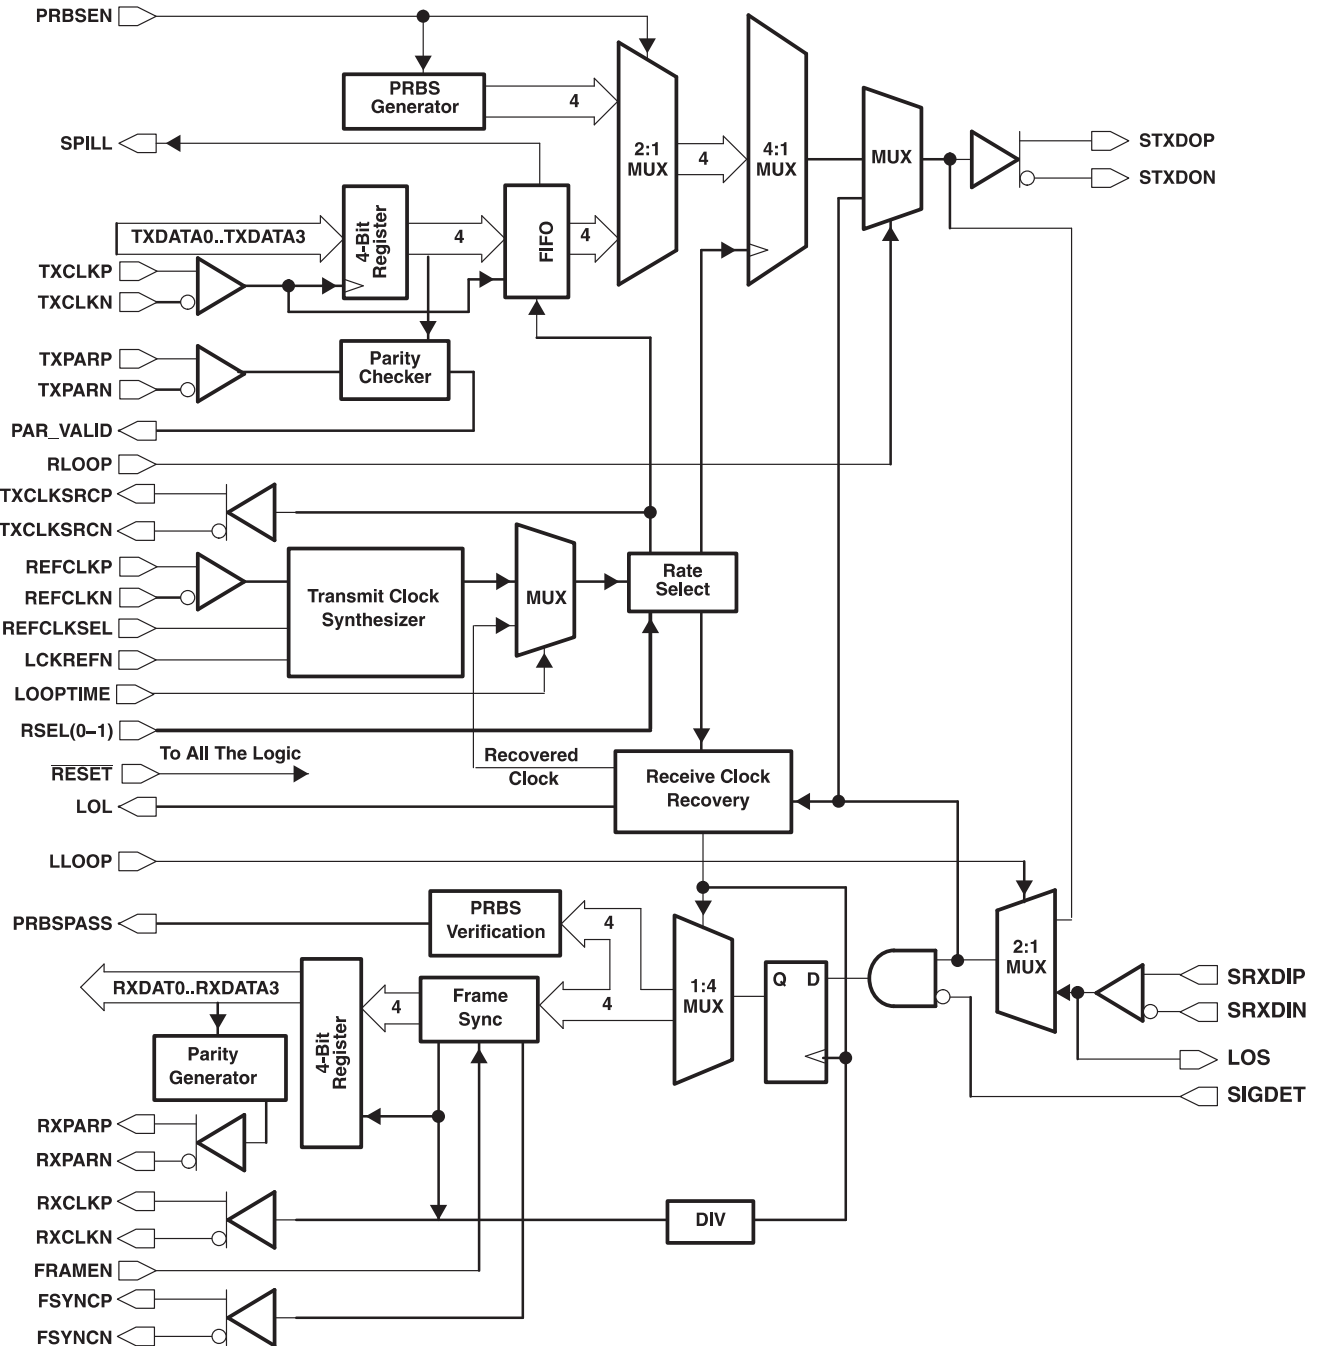 PRBSEN
PRBS
Generator
4
2:1
MUX
4
4:1
MUX
MUX
STXDOP
STXDON
SPILL
TXDATA0..TXDATA3
4-Bit
Register
4
FIFO
4
TXCLKP
TXCLKN
TXPARP
TXPARN
Parity
Checker
PAR_VALID
RLOOP
TXCLKSRCP
TXCLKSRCN
REFCLKP
REFCLKN
REFCLKSEL
LCKREFN
Transmit Clock
Synthesizer
MUX
Rate
Select
LOOPTIME
RSEL(0–1)
RESET
To All The Logic
Recovered
Clock
Receive Clock
Recovery
LOL
LLOOP
PRBSPASS
PRBS
Verification
4
4
1:4
MUX
Q D
2:1
MUX
SRXDIP
SRXDIN
LOS
SIGDET
RXDAT0..RXDATA3
4-Bit
Register
4
Frame
Sync
Parity
Generator
RXPARP
RXPARN
RXCLKP
RXCLKN
DIV
FRAMEN
FSYNCP
FSYNCN